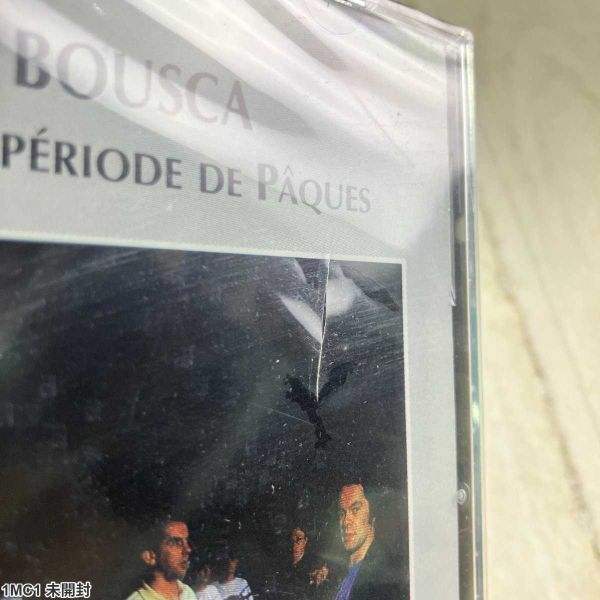 BOUSCA
PÉRIODE DE PÂQUES
1MC1 未開封